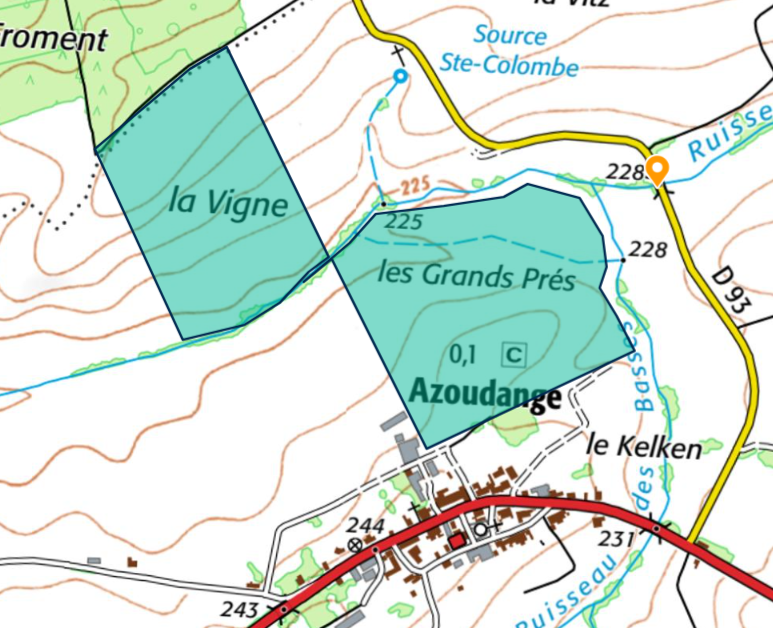 la Vitz
froment
Source
Ste-Colombe
Ruisse
228
225
la Vigne
225
228
les Grands Prés
D 93
0,1 C
Azoudange
Basses
le Kelken
des
244
231
243
Ruisseau